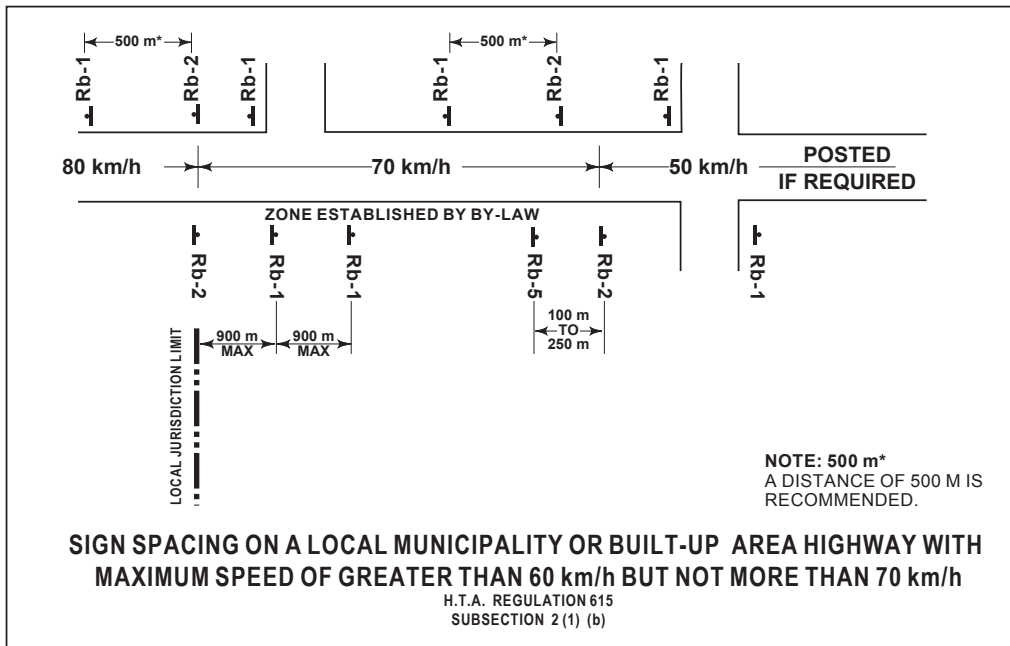 500 m*
500 m*
Rb-1
Rb-2
Rb-1
Rb-1
Rb-2
Rb-1
80 km/h
70 km/h
50 km/h
POSTED
IF REQUIRED
ZONE ESTABLISHED BY BY-LAW
Rb-2
Rb-1
Rb-1
Rb-5
Rb-2
Rb-1
900 m
MAX
900 m
MAX
100 m
TO
250 m
LOCAL JURISDICTION LIMIT
NOTE: 500 m*
A DISTANCE OF 500 M IS
RECOMMENDED.
SIGN SPACING ON A LOCAL MUNICIPALITY OR BUILT-UP AREA HIGHWAY WITH
MAXIMUM SPEED OF GREATER THAN 60 km/h BUT NOT MORE THAN 70 km/h
H.T.A. REGULATION 615
SUBSECTION 2 (1) (b)